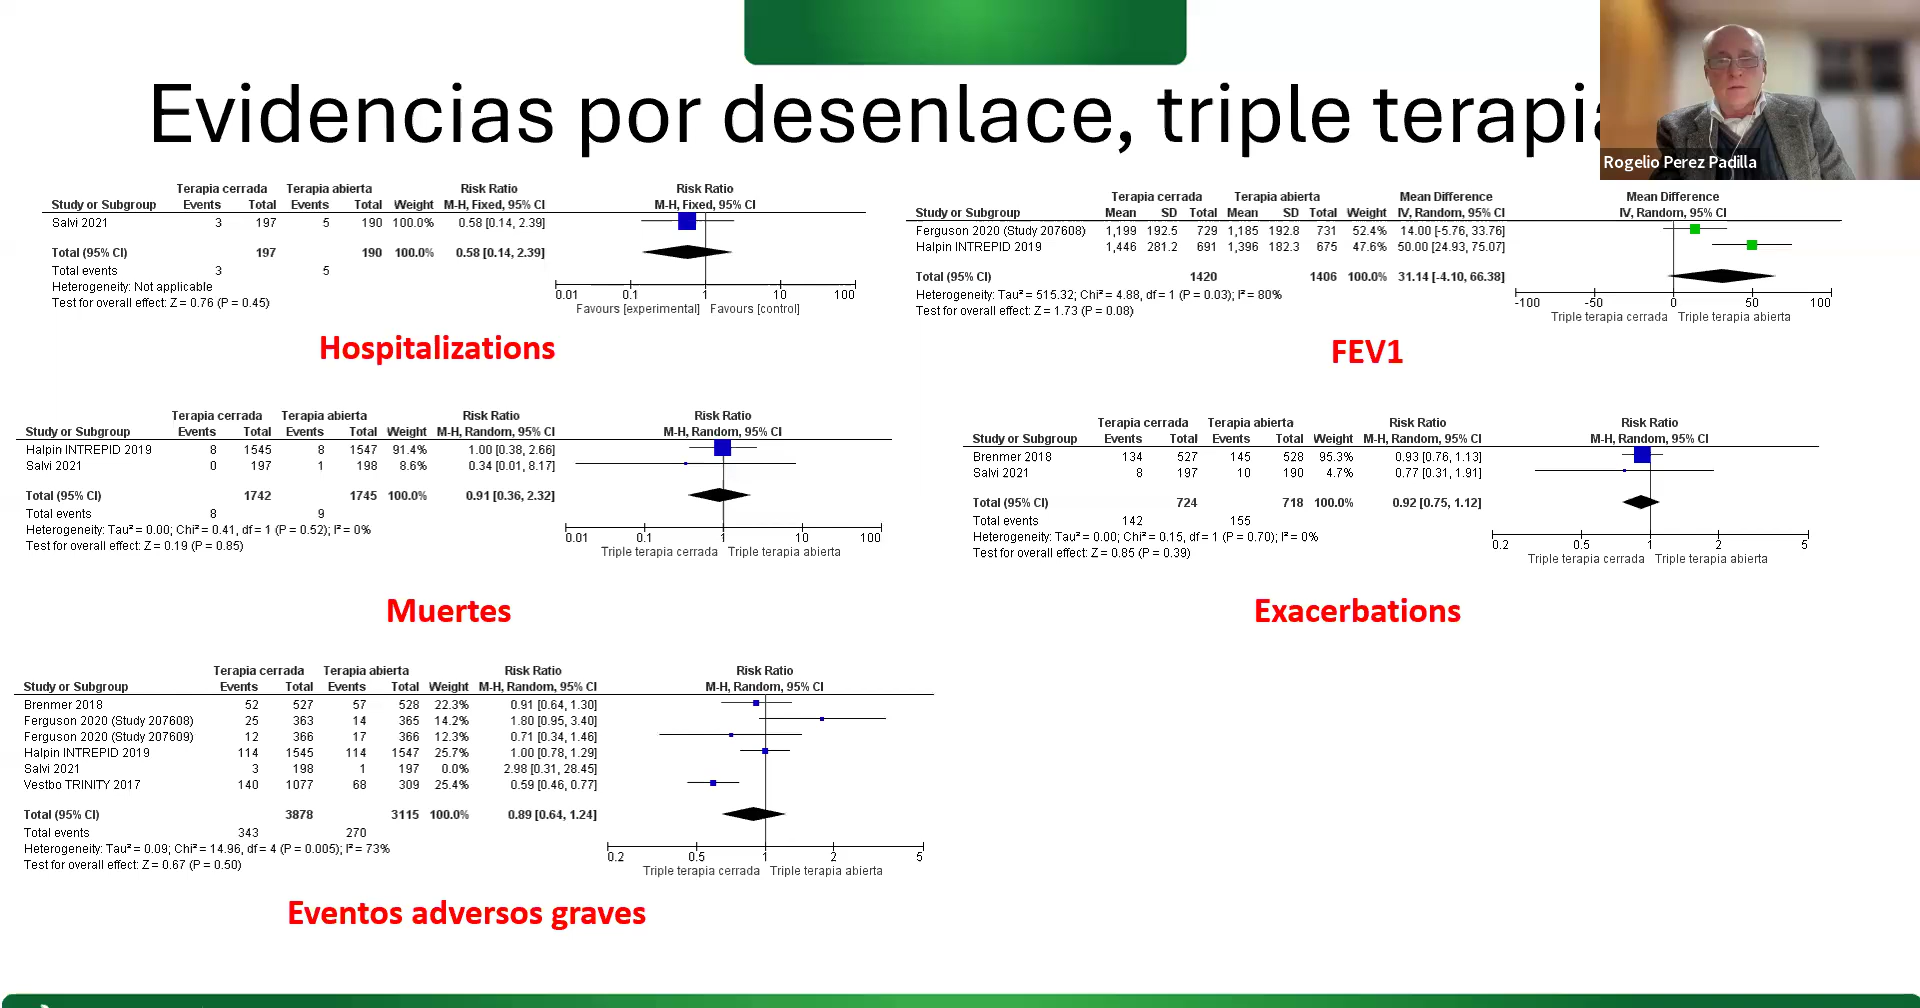 Evidencias por desenlace, triple terapia
Rogelio Perez Padilla
Terapia cerrada Terapia abierta Risk Ratio Risk Ratio
Study or Subgroup Events Total Events Total Weight M-H, Fixed, 95% CI M-H, Fixed, 95% CI
Salvi 2021 3 197 5 190 100.0% 0.58 [0.14, 2.39]
Total (95% CI) 197 190 100.0% 0.58 [0.14, 2.39]
Total events 3 5
Heterogeneity: Not applicable
Test for overall effect: Z = 0.76 (P = 0.45)
0.01 0.1 1 10 100
Favours [experimental] Favours [control]
Hospitalizations
Terapia cerrada Terapia abierta Mean Difference Mean Difference
Study or Subgroup Mean SD Total Mean SD Total Weight IV, Random, 95% CI IV, Random, 95% CI
Ferguson 2020 (Study 207608) 1,199 192.5 729 1,185 192.8 731 52.4% 14.00 [-5.76, 33.76]
Halpin INTREPID 2019 1,446 281.2 691 1,396 182.3 675 47.6% 50.00 [24.93, 75.07]
Total (95% CI) 1420 1406 100.0% 31.14 [-4.10, 66.38]
Heterogeneity: Tau² = 515.32; Chi² = 4.88, df = 1 (P = 0.03); I² = 80%
Test for overall effect: Z = 1.73 (P = 0.08)
-100 -50 0 50 100
Triple terapia cerrada Triple terapia abierta
FEV1
Terapia cerrada Terapia abierta Risk Ratio Risk Ratio
Study or Subgroup Events Total Events Total Weight M-H, Random, 95% CI M-H, Random, 95% CI
Halpin INTREPID 2019 8 1545 8 1547 91.4% 1.00 [0.38, 2.66]
Salvi 2021 0 197 1 198 8.6% 0.34 [0.01, 8.17]
Total (95% CI) 1742 1745 100.0% 0.91 [0.36, 2.32]
Total events 8 9
Heterogeneity: Tau² = 0.00; Chi² = 0.41, df = 1 (P = 0.52); I² = 0%
Test for overall effect: Z = 0.19 (P = 0.85)
0.01 0.1 1 10 100
Triple terapia cerrada Triple terapia abierta
Muertes
Terapia cerrada Terapia abierta Risk Ratio Risk Ratio
Study or Subgroup Events Total Events Total Weight M-H, Random, 95% CI M-H, Random, 95% CI
Brenmer 2018 134 527 145 528 95.3% 0.93 [0.76, 1.13]
Salvi 2021 8 197 10 190 4.7% 0.77 [0.31, 1.91]
Total (95% CI) 724 718 100.0% 0.92 [0.75, 1.12]
Total events 142 155
Heterogeneity: Tau² = 0.00; Chi² = 0.15, df = 1 (P = 0.70); I² = 0%
Test for overall effect: Z = 0.85 (P = 0.39)
0.2 0.5 1 2 5
Triple terapia cerrada Triple terapia abierta
Exacerbations
Terapia cerrada Terapia abierta Risk Ratio Risk Ratio
Study or Subgroup Events Total Events Total Weight M-H, Random, 95% CI M-H, Random, 95% CI
Brenmer 2018 52 527 57 528 22.3% 0.91 [0.64, 1.30]
Ferguson 2020 (Study 207608) 25 363 14 365 14.2% 1.80 [0.95, 3.40]
Ferguson 2020 (Study 207609) 12 366 17 366 12.3% 0.71 [0.34, 1.46]
Halpin INTREPID 2019 114 1545 114 1547 25.7% 1.00 [0.78, 1.29]
Salvi 2021 3 198 1 197 0.0% 2.98 [0.31, 28.45]
Vestbo TRINITY 2017 140 1077 68 309 25.4% 0.59 [0.46, 0.77]
Total (95% CI) 3878 3115 100.0% 0.89 [0.64, 1.24]
Total events 343 270
Heterogeneity: Tau² = 0.09; Chi² = 14.96, df = 4 (P = 0.005); I² = 73%
Test for overall effect: Z = 0.67 (P = 0.50)
0.2 0.5 1 2 5
Triple terapia cerrada Triple terapia abierta
Eventos adversos graves